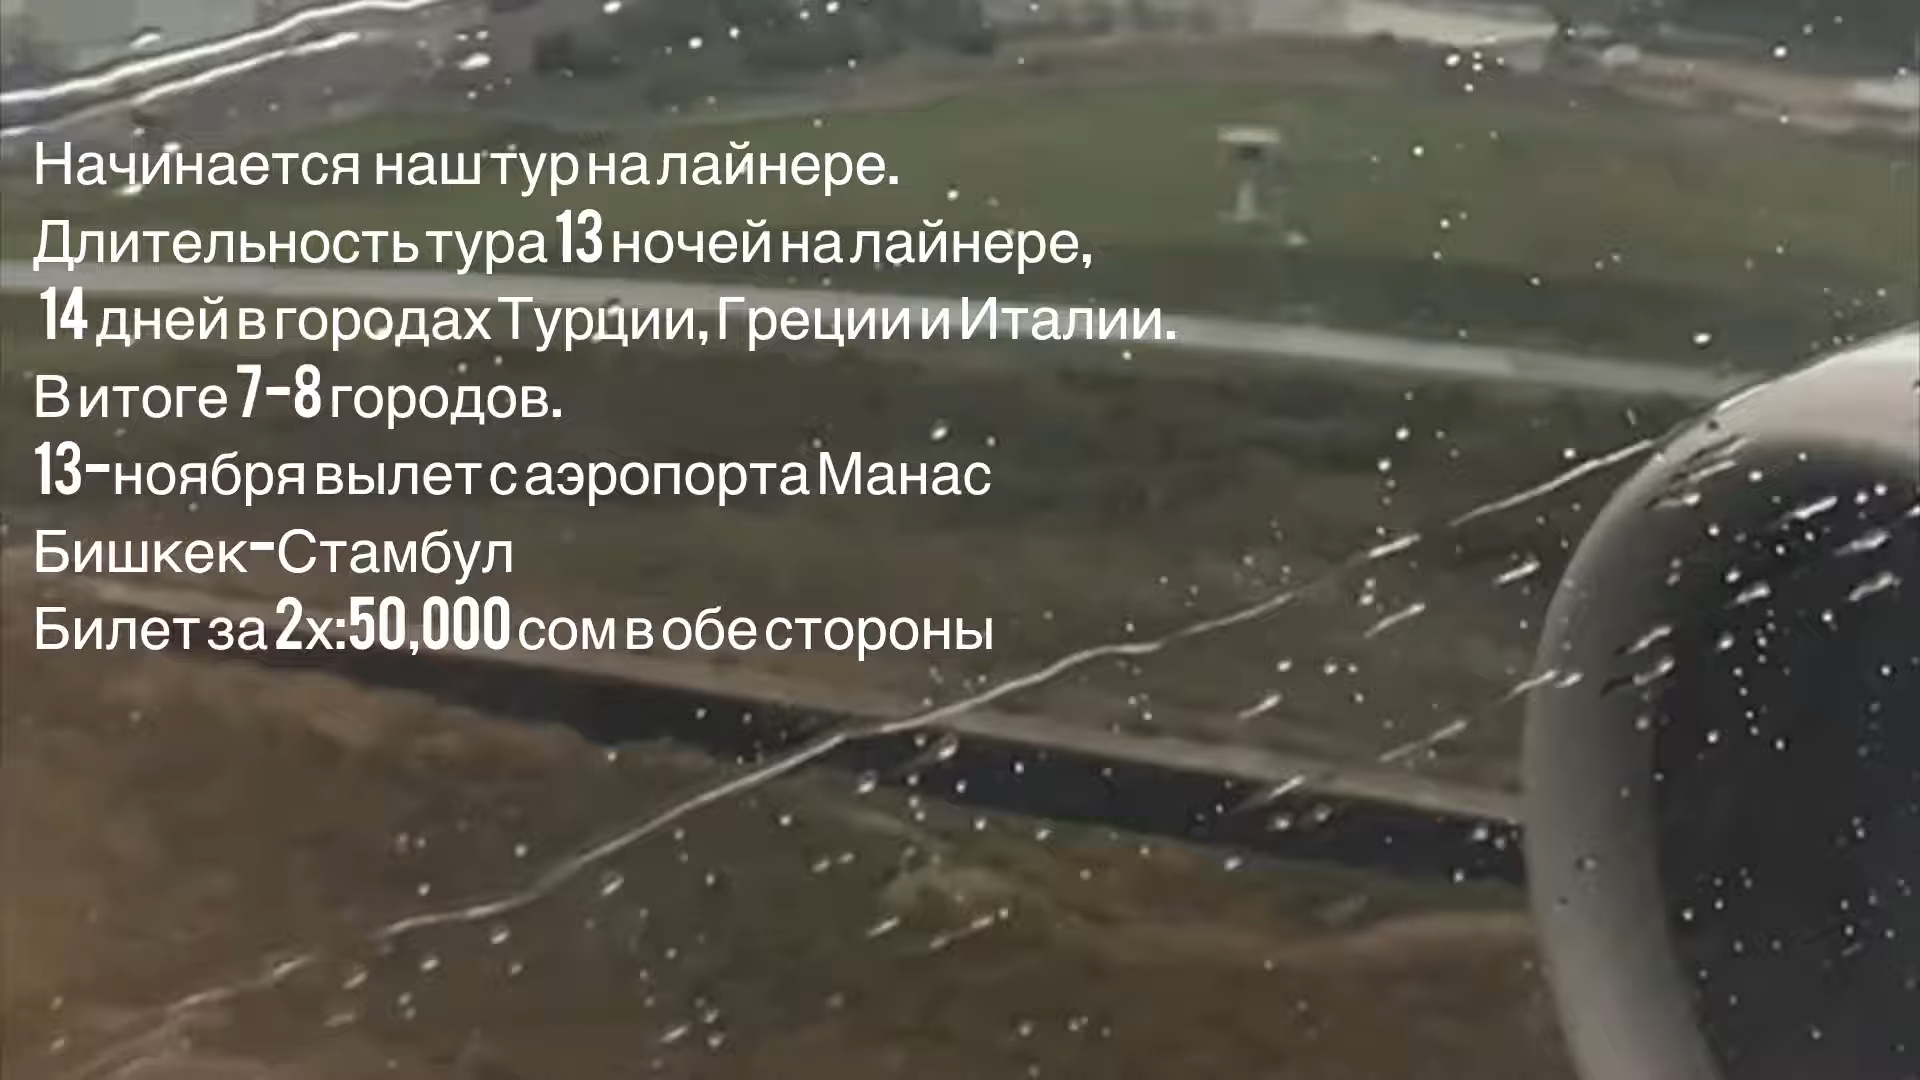 Начинается наш тур на лайнере.
Длительность тура 13 ночей на лайнере,
14 дней в городах Турции, Греции и Италии.
В итоге 7-8 городов.
13-ноября вылет с аэропорта Манас
Бишкек-Стамбул
Билет за 2х:50,000 сом в обе стороны